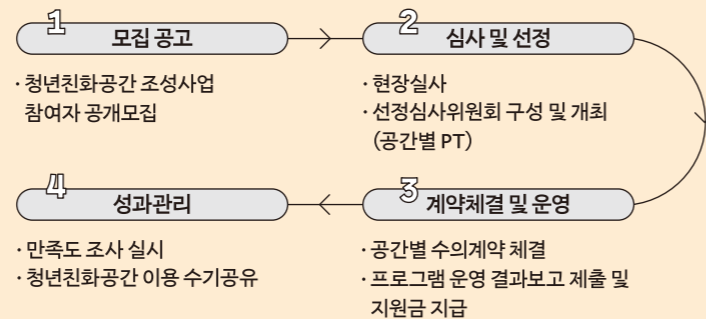 1 모집 공고
· 청년친화공간 조성사업
참여자 공개모집
2 심사 및 선정
· 현장실사
· 선정심사위원회 구성 및 개최
(공간별 PT)
3 계약체결 및 운영
· 공간별 수의계약 체결
· 프로그램 운영 결과보고 제출 및
지원금 지급
4 성과관리
· 만족도 조사 실시
· 청년친화공간 이용 수기공유